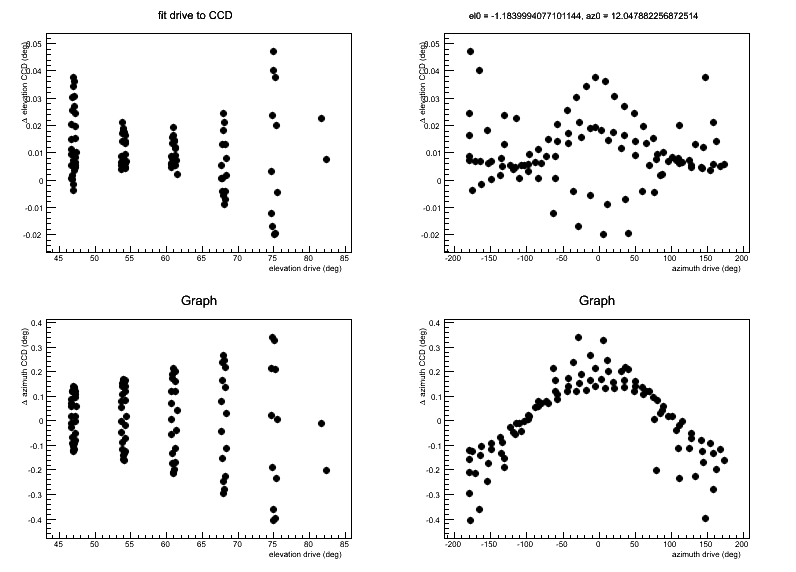 fit drive to CCD
Δ elevation CCD (deg)
0.05
0.04
0.03
0.02
0.01
0
-0.01
-0.02
45 50 55 60 65 70 75 80 85
elevation drive (deg)
el0 = -1.1839994077101144, az0 = 12.047882256872514
Δ elevation CCD (deg)
0.05
0.04
0.03
0.02
0.01
0
-0.01
-0.02
-200 -150 -100 -50 0 50 100 150 200
azimuth drive (deg)
Graph
Δ azimuth CCD (deg)
0.4
0.3
0.2
0.1
0
-0.1
-0.2
-0.3
-0.4
45 50 55 60 65 70 75 80 85
elevation drive (deg)
Graph
Δ azimuth CCD (deg)
0.4
0.3
0.2
0.1
0
-0.1
-0.2
-0.3
-0.4
-200 -150 -100 -50 0 50 100 150 200
azimuth drive (deg)